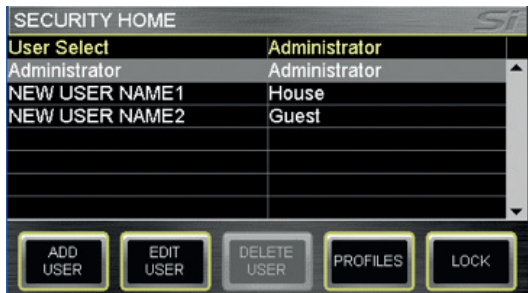 SECURITY HOME Si
User Select Administrator
Administrator Administrator
NEW USER NAME1 House
NEW USER NAME2 Guest
ADD USER
EDIT USER
DELETE USER
PROFILES
LOCK